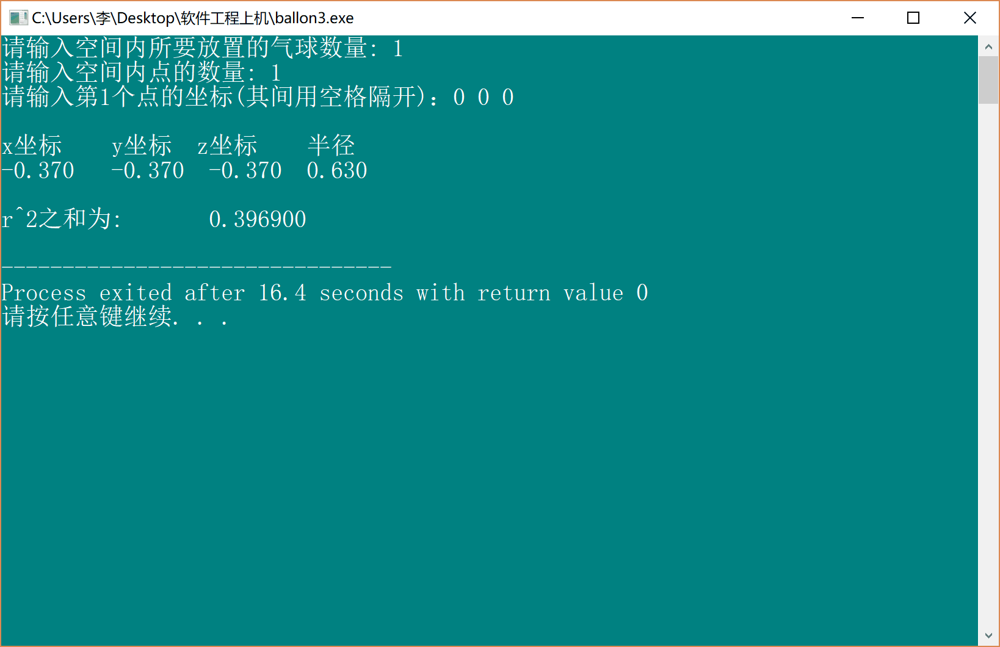 C:\Users\李\Desktop\软件工程上机\ballon3.exe
请输入空间内所要放置的气球数量: 1
请输入空间内点的数量: 1
请输入第1个点的坐标(其间用空格隔开)：0 0 0
x坐标 y坐标 z坐标 半径
-0.370 -0.370 -0.370 0.630
r^2之和为: 0.396900
--------------------------------
Process exited after 16.4 seconds with return value 0
请按任意键继续. . .